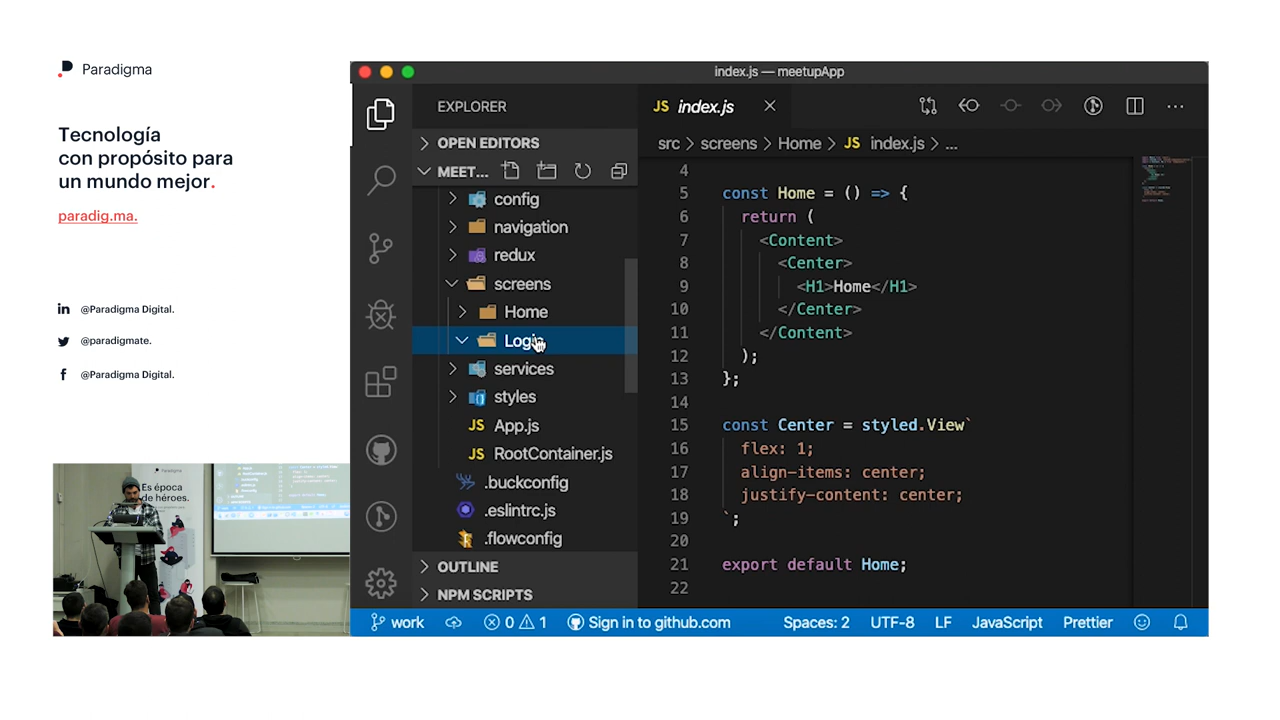 Paradigma
Tecnología
con propósito para
un mundo mejor.
paradig.ma.
@Paradigma Digital.
@paradigmate.
@Paradigma Digital.
Paradigma
Es época
de héroes.
index.js — meetupApp
EXPLORER
OPEN EDITORS
MEET...
config
navigation
redux
screens
Home
Login
services
styles
JS App.js
JS RootContainer.js
.buckconfig
.eslintrc.js
.flowconfig
OUTLINE
NPM SCRIPTS
JS index.js
src > screens > Home > JS index.js > ...
4
5 const Home = () => {
6 return (
7 <Content>
8 <Center>
9 <H1>Home</H1>
10 </Center>
11 </Content>
12 );
13 };
14
15 const Center = styled.View`
16 flex: 1;
17 align-items: center;
18 justify-content: center;
19 `;
20
21 export default Home;
22
work 0 1 Sign in to github.com Spaces: 2 UTF-8 LF JavaScript Prettier